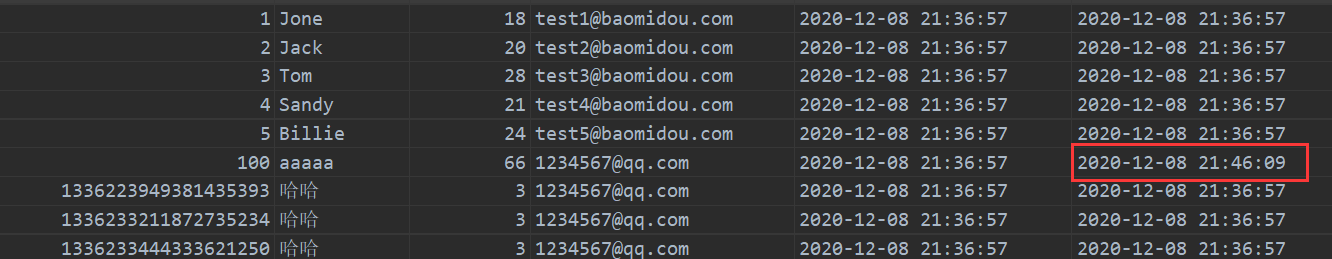 1 Jone 18 test1@baomidou.com 2020-12-08 21:36:57 2020-12-08 21:36:57
2 Jack 20 test2@baomidou.com 2020-12-08 21:36:57 2020-12-08 21:36:57
3 Tom 28 test3@baomidou.com 2020-12-08 21:36:57 2020-12-08 21:36:57
4 Sandy 21 test4@baomidou.com 2020-12-08 21:36:57 2020-12-08 21:36:57
5 Billie 24 test5@baomidou.com 2020-12-08 21:36:57 2020-12-08 21:36:57
100 aaaaa 66 1234567@qq.com 2020-12-08 21:36:57 2020-12-08 21:46:09
1336223949381435393 哈哈 3 1234567@qq.com 2020-12-08 21:36:57 2020-12-08 21:36:57
1336233211872735234 哈哈 3 1234567@qq.com 2020-12-08 21:36:57 2020-12-08 21:36:57
1336233444333621250 哈哈 3 1234567@qq.com 2020-12-08 21:36:57 2020-12-08 21:36:57